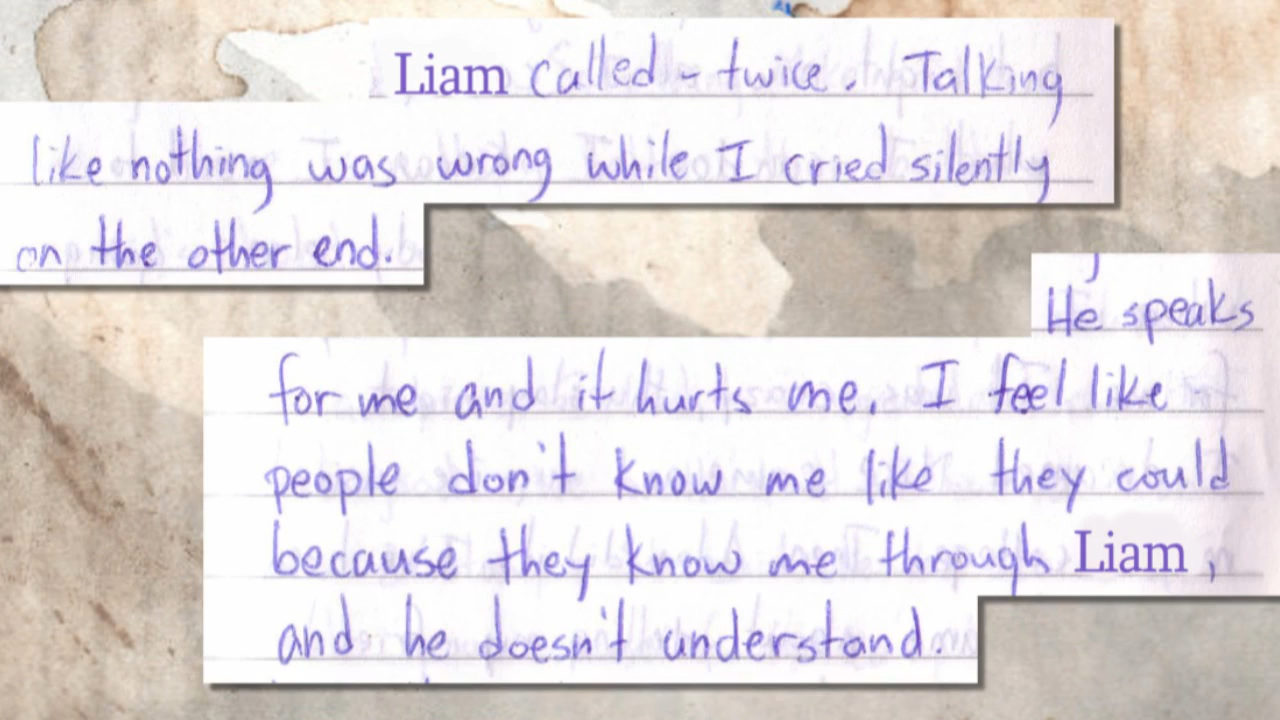 Liam called - twice. Talking
like nothing was wrong while I cried silently
on the other end.
He speaks
for me and it hurts me. I feel like
people don't know me like they could
because they know me through Liam,
and he doesn't understand.